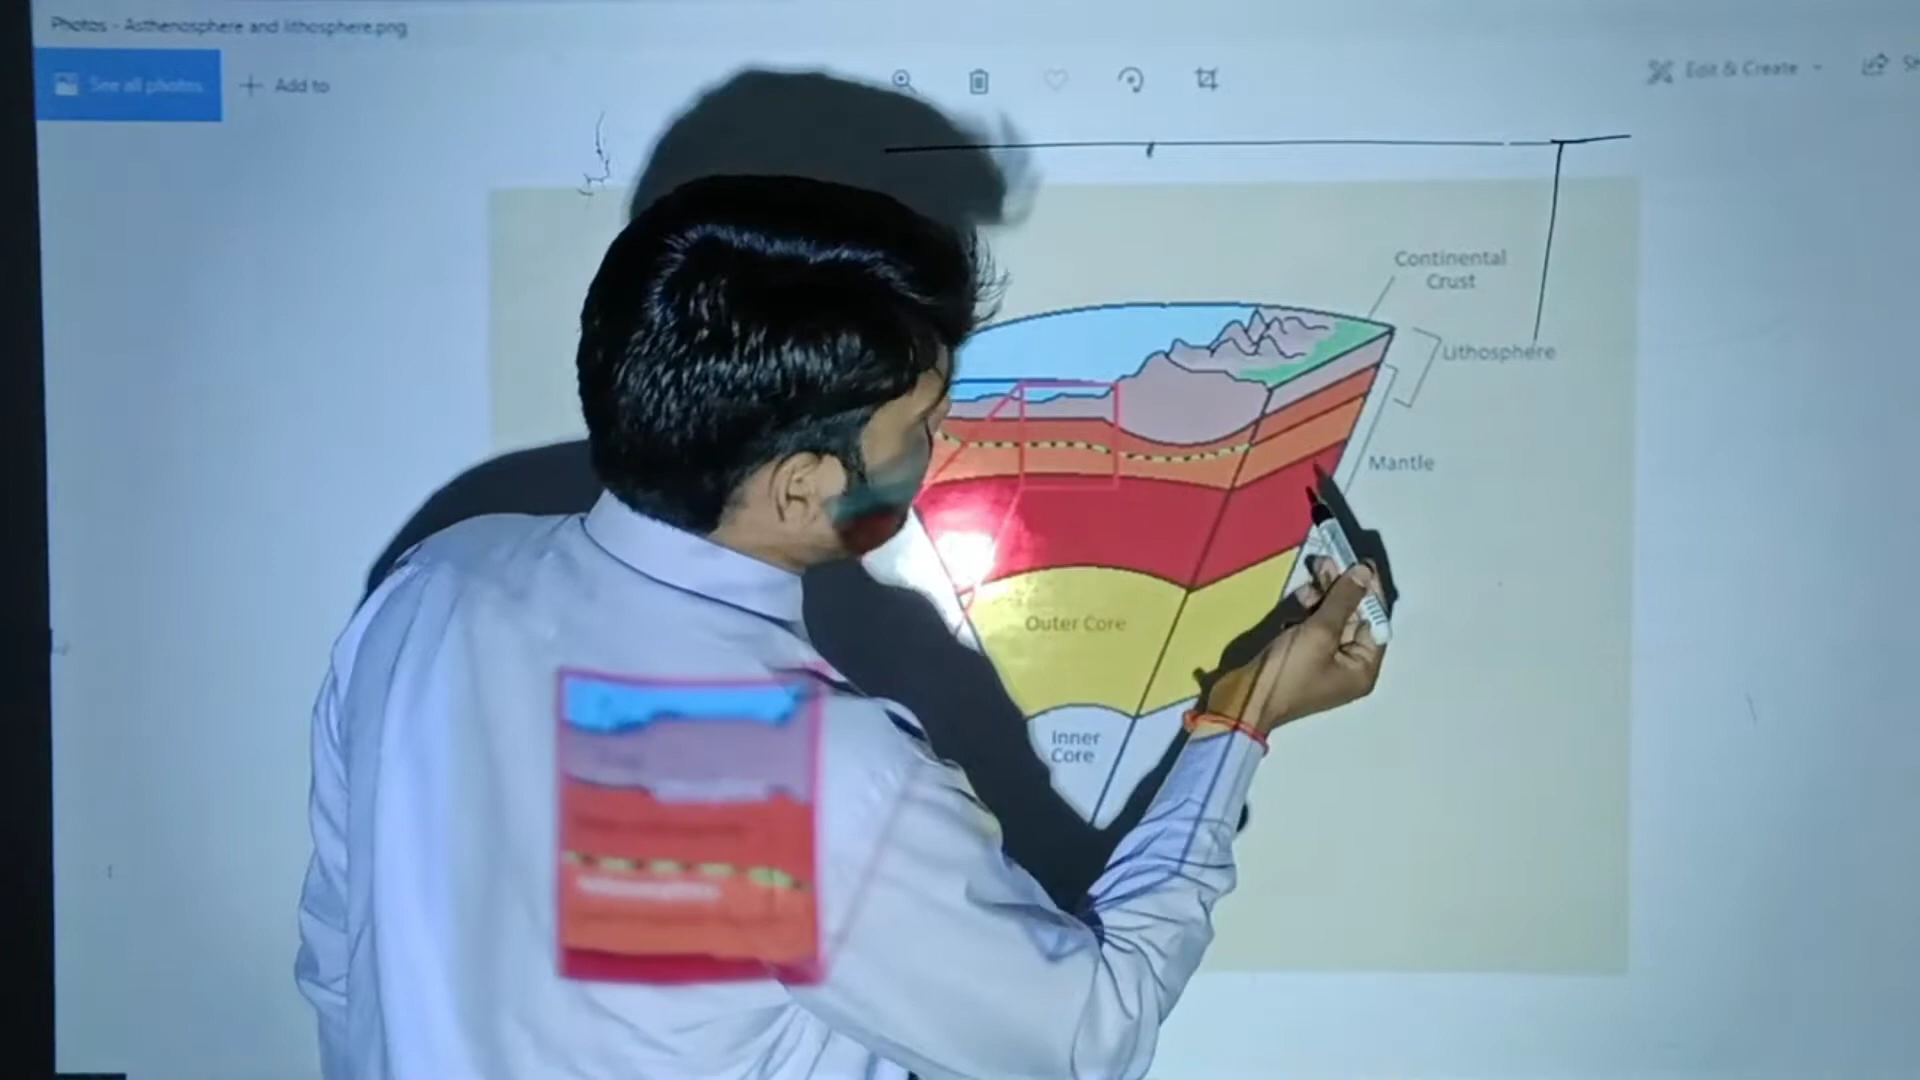 Photos - Asthenosphere and lithosphere.png
See all photos
Add to
Edit & Create
Continental
Crust
Lithosphere
Mantle
Outer Core
Inner
Core